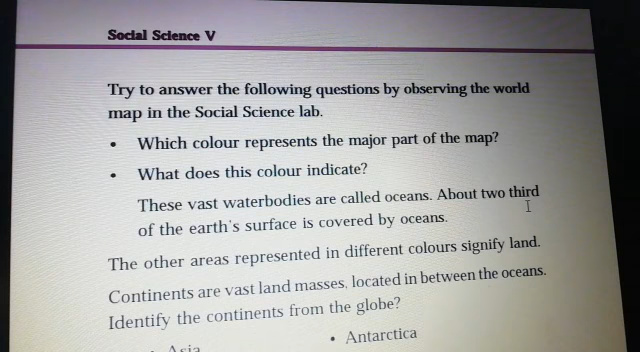 Social Science V
Try to answer the following questions by observing the world
map in the Social Science lab.
• Which colour represents the major part of the map?
• What does this colour indicate?
These vast waterbodies are called oceans. About two third
of the earth's surface is covered by oceans.
The other areas represented in different colours signify land.
Continents are vast land masses, located in between the oceans.
Identify the continents from the globe?
• Asia
• Antarctica